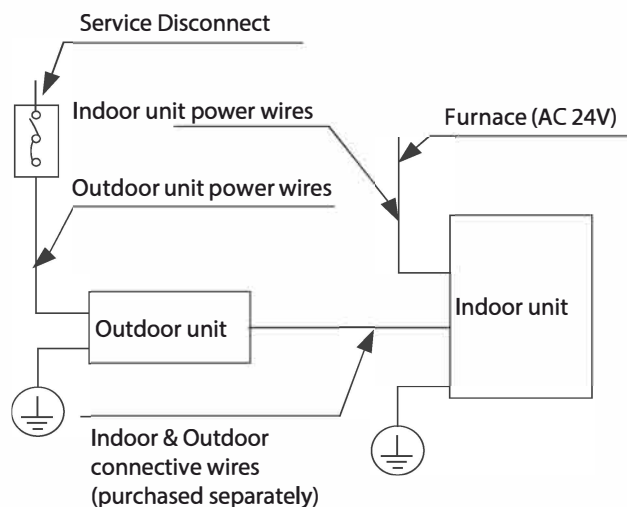 Service Disconnect
Indoor unit power wires
Furnace (AC 24V)
Outdoor unit power wires
Outdoor unit
Indoor unit
Indoor & Outdoor
connective wires
(purchased separately)